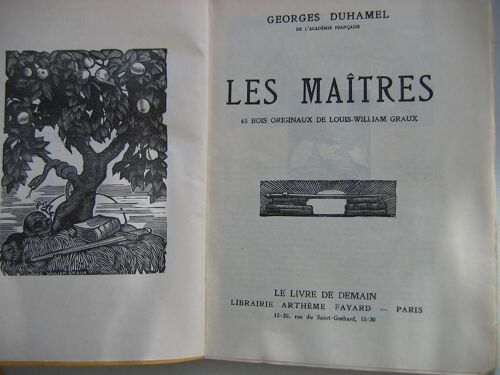 GEORGES DUHAMEL
DE L'ACADÉMIE FRANÇAISE
LES MAÎTRES
45 BOIS ORIGINAUX DE LOUIS-WILLIAM GRAUX
LE LIVRE DE DEMAIN
LIBRAIRIE ARTHÈME FAYARD — PARIS
18-20, rue du Saint-Gothard, 18-20